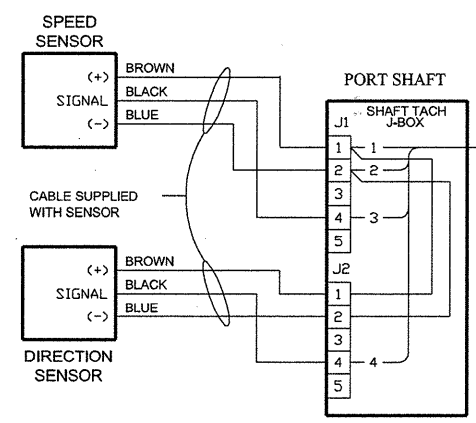 SPEED
SENSOR
(+)
SIGNAL
(-)
BROWN
BLACK
BLUE
CABLE SUPPLIED
WITH SENSOR
(+)
SIGNAL
(-)
BROWN
BLACK
BLUE
DIRECTION
SENSOR
PORT SHAFT
SHAFT TACH
J-BOX
J1
1 1
2 2
3
4 3
5
J2
1
2
3
4 4
5